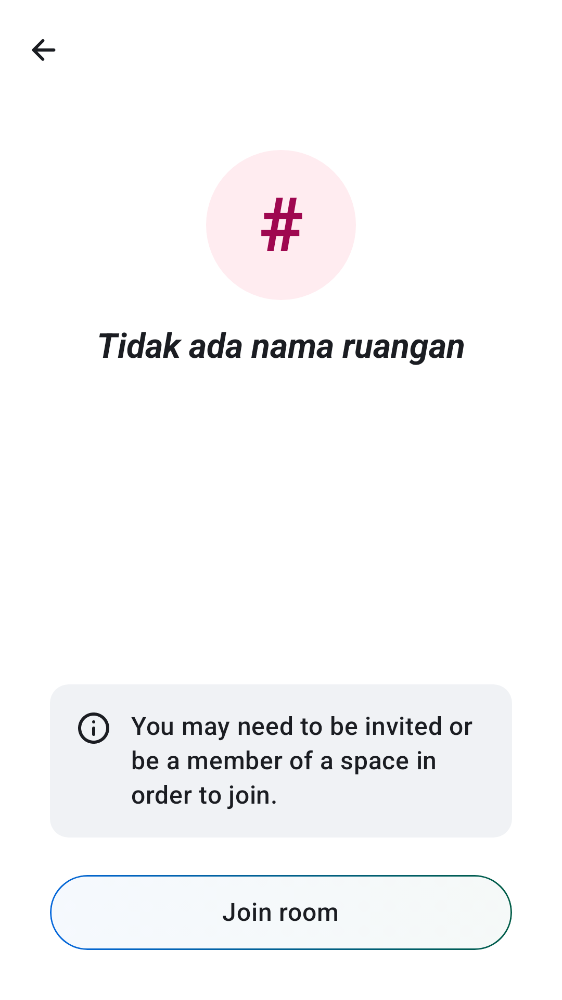 #
Tidak ada nama ruangan
You may need to be invited or
be a member of a space in
order to join.
Join room